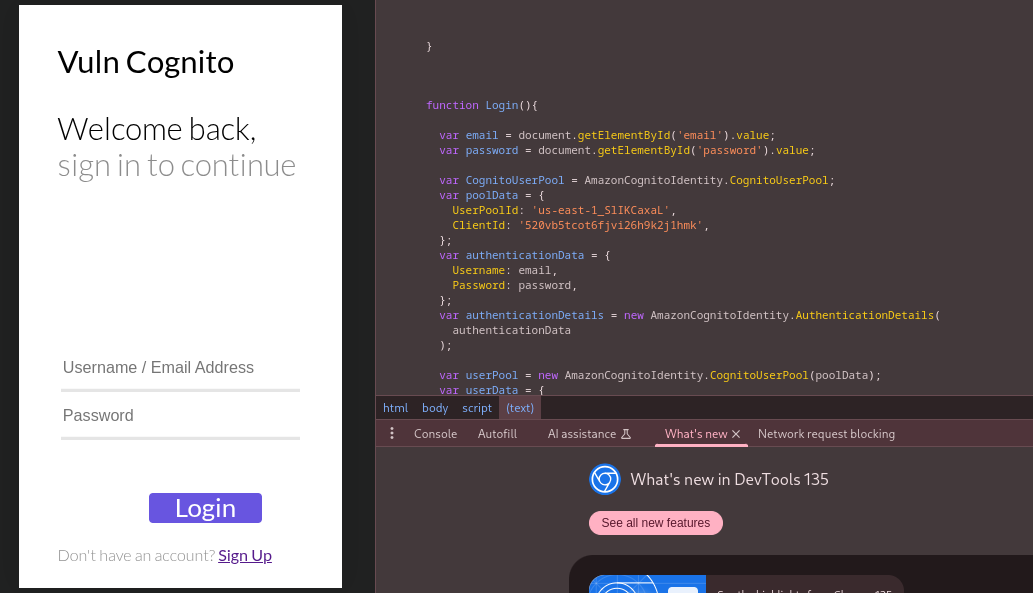 Vuln Cognito
Welcome back,
sign in to continue
Username / Email Address
Password
Login
Don't have an account? Sign Up
}
function Login(){
var email = document.getElementById('email').value;
var password = document.getElementById('password').value;
var CognitoUserPool = AmazonCognitoIdentity.CognitoUserPool;
var poolData = {
UserPoolId: 'us-east-1_SlIKCaxaL',
ClientId: '520vb5tcot6fjvi26h9k2j1hmk',
};
var authenticationData = {
Username: email,
Password: password,
};
var authenticationDetails = new AmazonCognitoIdentity.AuthenticationDetails(
authenticationData
);
var userPool = new AmazonCognitoIdentity.CognitoUserPool(poolData);
var userData = {
html body script (text)
Console Autofill AI assistance What's new Network request blocking
What's new in DevTools 135
See all new features